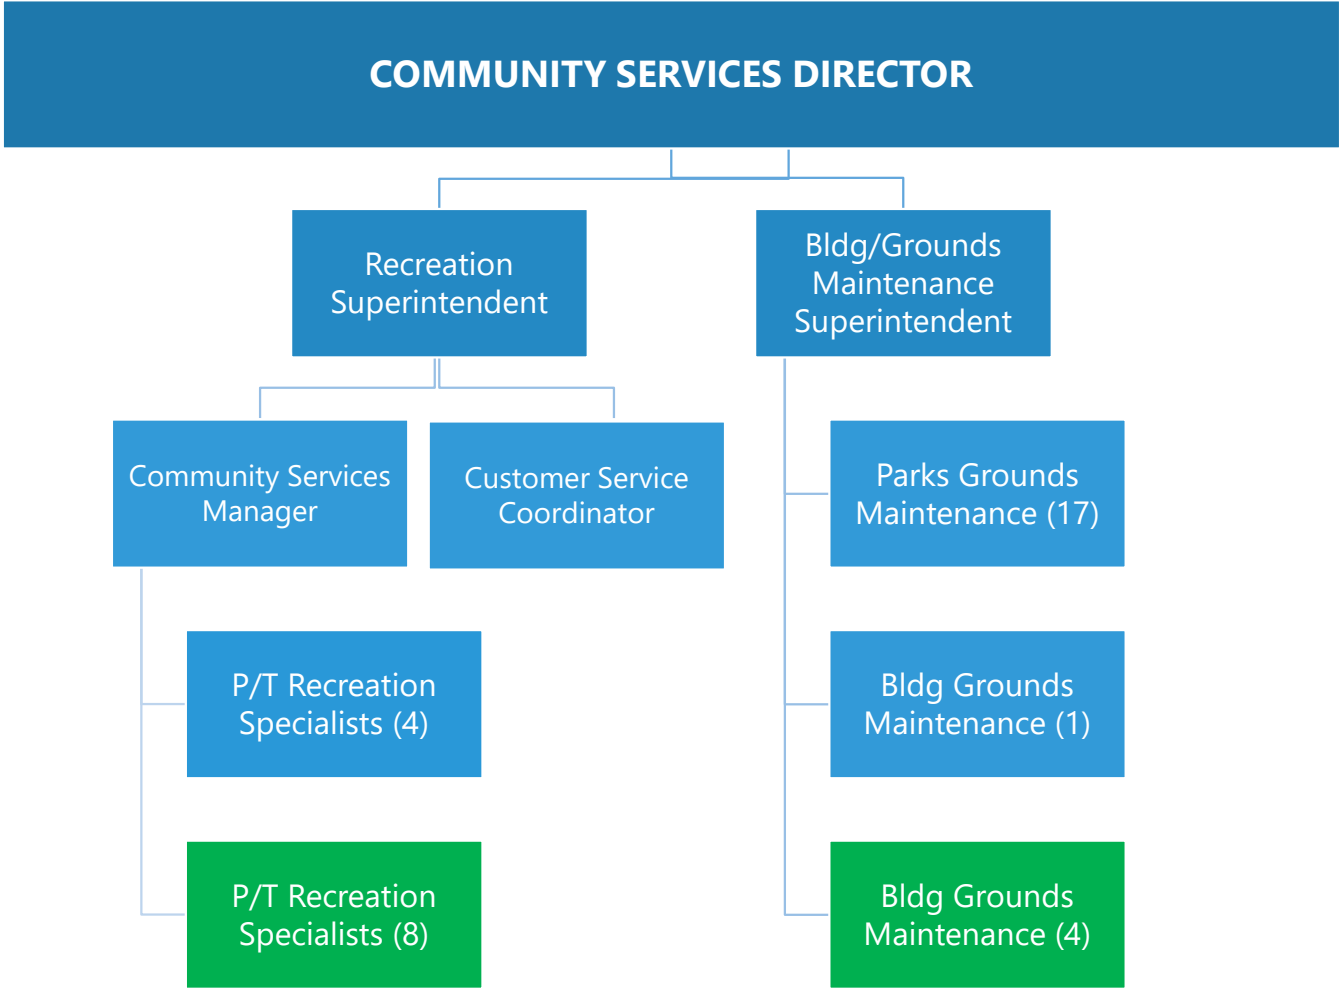 COMMUNITY SERVICES DIRECTOR
Recreation
Superintendent
Bldg/Grounds
Maintenance
Superintendent
Community Services
Manager
Customer Service
Coordinator
Parks Grounds
Maintenance (17)
P/T Recreation
Specialists (4)
Bldg Grounds
Maintenance (1)
P/T Recreation
Specialists (8)
Bldg Grounds
Maintenance (4)